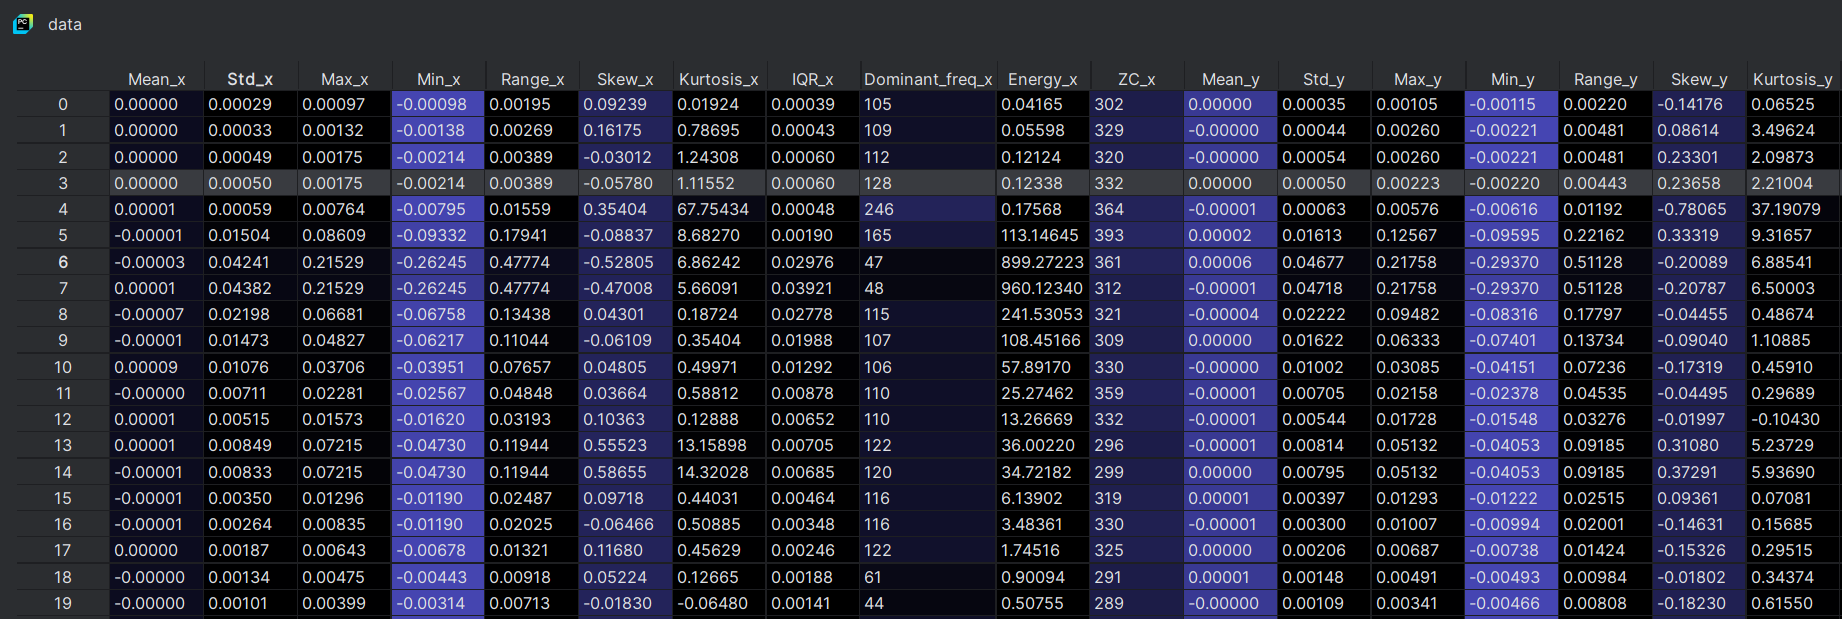 PC
data
Mean_x Std_x Max_x Min_x Range_x Skew_x Kurtosis_x IQR_x Dominant_freq_x Energy_x ZC_x Mean_y Std_y Max_y Min_y Range_y Skew_y Kurtosis_y
0 0.00000 0.00029 0.00097 -0.00098 0.00195 0.09239 0.01924 0.00039 105 0.04165 302 0.00000 0.00035 0.00105 -0.00115 0.00220 -0.14176 0.06525
1 0.00000 0.00033 0.00132 -0.00138 0.00269 0.16175 0.78695 0.00043 109 0.05598 329 -0.00000 0.00044 0.00260 -0.00221 0.00481 0.08614 3.49624
2 0.00000 0.00049 0.00175 -0.00214 0.00389 -0.03012 1.24308 0.00060 112 0.12124 320 -0.00000 0.00054 0.00260 -0.00221 0.00481 0.23301 2.09873
3 0.00000 0.00050 0.00175 -0.00214 0.00389 -0.05780 1.11552 0.00060 128 0.12338 332 0.00000 0.00050 0.00223 -0.00220 0.00443 0.23658 2.21004
4 0.00001 0.00059 0.00764 -0.00795 0.01559 0.35404 67.75434 0.00048 246 0.17568 364 -0.00001 0.00063 0.00576 -0.00616 0.01192 -0.78065 37.19079
5 -0.00001 0.01504 0.08609 -0.09332 0.17941 -0.08837 8.68270 0.00190 165 113.14645 393 0.00002 0.01613 0.12567 -0.09595 0.22162 0.33319 9.31657
6 -0.00003 0.04241 0.21529 -0.26245 0.47774 -0.52805 6.86242 0.02976 47 899.27223 361 0.00006 0.04677 0.21758 -0.29370 0.51128 -0.20089 6.88541
7 0.00001 0.04382 0.21529 -0.26245 0.47774 -0.47008 5.66091 0.03921 48 960.12340 312 -0.00001 0.04718 0.21758 -0.29370 0.51128 -0.20787 6.50003
8 -0.00007 0.02198 0.06681 -0.06758 0.13438 0.04301 0.18724 0.02778 115 241.53053 321 -0.00004 0.02222 0.09482 -0.08316 0.17797 -0.04455 0.48674
9 -0.00001 0.01473 0.04827 -0.06217 0.11044 -0.06109 0.35404 0.01988 107 108.45166 309 0.00000 0.01622 0.06333 -0.07401 0.13734 -0.09040 1.10885
10 0.00009 0.01076 0.03706 -0.03951 0.07657 0.04805 0.49971 0.01292 106 57.89170 330 -0.00000 0.01002 0.03085 -0.04151 0.07236 -0.17319 0.45910
11 -0.00000 0.00711 0.02281 -0.02567 0.04848 0.03664 0.58812 0.00878 110 25.27462 359 -0.00001 0.00705 0.02158 -0.02378 0.04535 -0.04495 0.29689
12 0.00001 0.00515 0.01573 -0.01620 0.03193 0.10363 0.12888 0.00652 110 13.26669 332 -0.00001 0.00544 0.01728 -0.01548 0.03276 -0.01997 -0.10430
13 0.00001 0.00849 0.07215 -0.04730 0.11944 0.55523 13.15898 0.00705 122 36.00220 296 -0.00001 0.00814 0.05132 -0.04053 0.09185 0.31080 5.23729
14 -0.00001 0.00833 0.07215 -0.04730 0.11944 0.58655 14.32028 0.00685 120 34.72182 299 0.00000 0.00795 0.05132 -0.04053 0.09185 0.37291 5.93690
15 -0.00001 0.00350 0.01296 -0.01190 0.02487 0.09718 0.44031 0.00464 116 6.13902 319 0.00001 0.00397 0.01293 -0.01222 0.02515 0.09361 0.07081
16 -0.00001 0.00264 0.00835 -0.01190 0.02025 -0.06466 0.50885 0.00348 116 3.48361 330 -0.00001 0.00300 0.01007 -0.00994 0.02001 -0.14631 0.15685
17 0.00000 0.00187 0.00643 -0.00678 0.01321 0.11680 0.45629 0.00246 122 1.74516 325 0.00000 0.00206 0.00687 -0.00738 0.01424 -0.15326 0.29515
18 -0.00000 0.00134 0.00475 -0.00443 0.00918 0.05224 0.12665 0.00188 61 0.90094 291 0.00001 0.00148 0.00491 -0.00493 0.00984 -0.01802 0.34374
19 -0.00000 0.00101 0.00399 -0.00314 0.00713 -0.01830 -0.06480 0.00141 44 0.50755 289 -0.00000 0.00109 0.00341 -0.00466 0.00808 -0.18230 0.61550